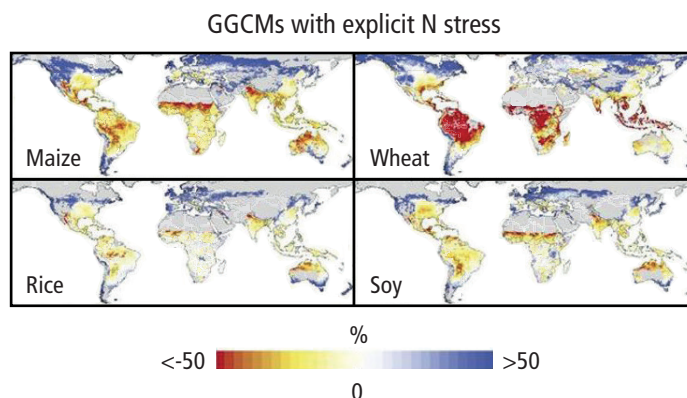 GGCMs with explicit N stress
Maize
Wheat
Rice
Soy
%
<-50 >50
0